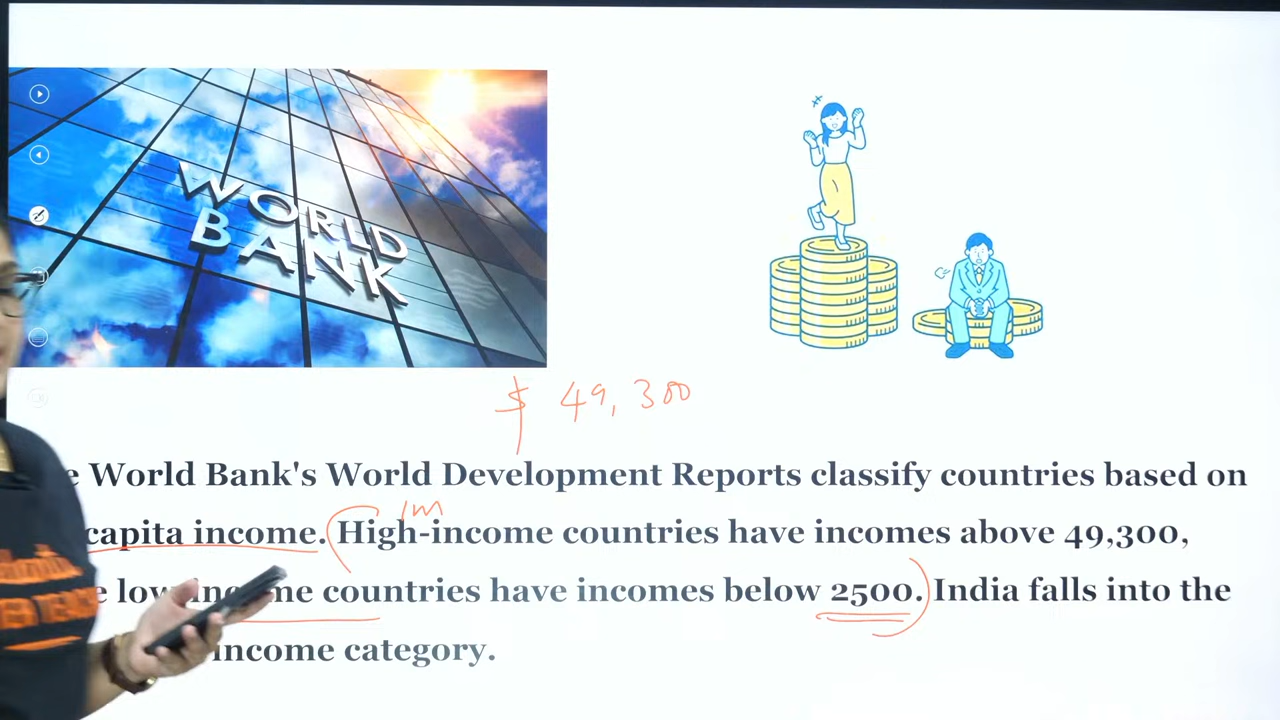 WORLD
BANK
$ 49,300
World Bank's World Development Reports classify countries based on
capita income. High-income countries have incomes above 49,300,
countries have incomes below 2500. India falls into the
income category.